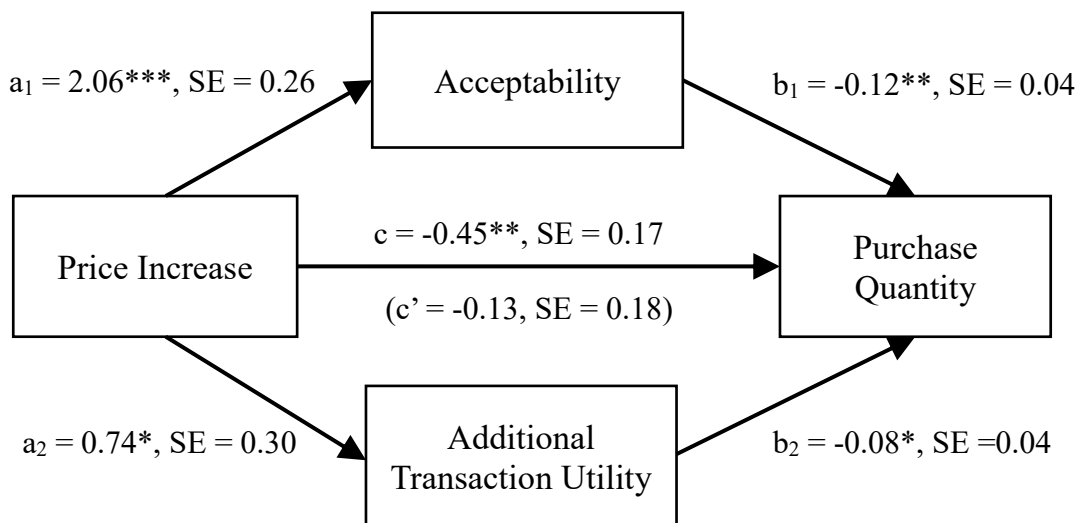 a₁ = 2.06***, SE = 0.26
Acceptability
b₁ = -0.12**, SE = 0.04
Price Increase
c = -0.45**, SE = 0.17
(c’ = -0.13, SE = 0.18)
Purchase
Quantity
a₂ = 0.74*, SE = 0.30
Additional
Transaction Utility
b₂ = -0.08*, SE =0.04